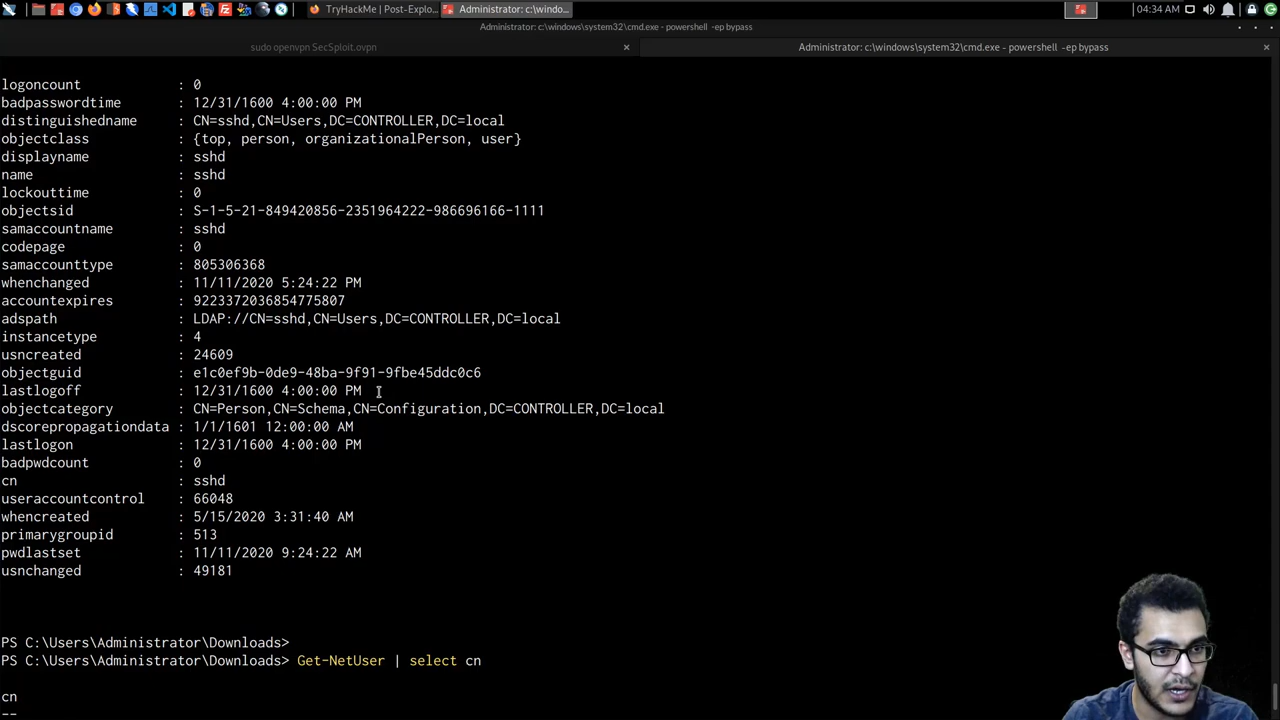 TryHackMe | Post-Explo...
Administrator: c:\windo...
04:34 AM
Administrator: c:\windows\system32\cmd.exe - powershell -ep bypass
sudo openvpn SecSploit.ovpn
Administrator: c:\windows\system32\cmd.exe - powershell -ep bypass
logoncount : 0
badpasswordtime : 12/31/1600 4:00:00 PM
distinguishedname : CN=sshd,CN=Users,DC=CONTROLLER,DC=local
objectclass : {top, person, organizationalPerson, user}
displayname : sshd
name : sshd
lockouttime : 0
objectsid : S-1-5-21-849420856-2351964222-986696166-1111
samaccountname : sshd
codepage : 0
samaccounttype : 805306368
whenchanged : 11/11/2020 5:24:22 PM
accountexpires : 9223372036854775807
adspath : LDAP://CN=sshd,CN=Users,DC=CONTROLLER,DC=local
instancetype : 4
usncreated : 24609
objectguid : e1c0ef9b-0de9-48ba-9f91-9fbe45ddc0c6
lastlogoff : 12/31/1600 4:00:00 PM
objectcategory : CN=Person,CN=Schema,CN=Configuration,DC=CONTROLLER,DC=local
dscorepropagationdata : 1/1/1601 12:00:00 AM
lastlogon : 12/31/1600 4:00:00 PM
badpwdcount : 0
cn : sshd
useraccountcontrol : 66048
whencreated : 5/15/2020 3:31:40 AM
primarygroupid : 513
pwdlastset : 11/11/2020 9:24:22 AM
usnchanged : 49181
PS C:\Users\Administrator\Downloads>
PS C:\Users\Administrator\Downloads> Get-NetUser | select cn
cn
--